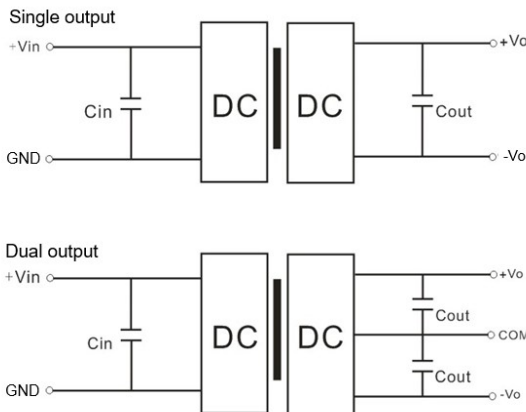 Single output
+Vin
+Vo
DC DC
Cin
Cout
GND
-Vo
Dual output
+Vin
+Vo
Cout
DC DC
COM
Cin
Cout
GND
-Vo